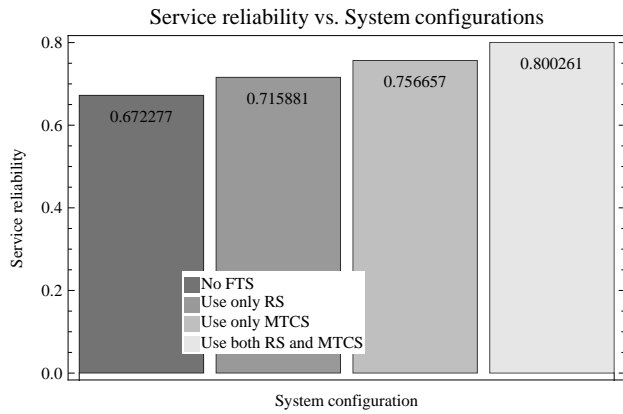 Service reliability vs. System configurations
0.8
0.800261
0.756657
0.715881
0.672277
0.6
Service reliability
0.4
No FTS
0.2
Use only RS
Use only MTCS
Use both RS and MTCS
0.0
System configuration